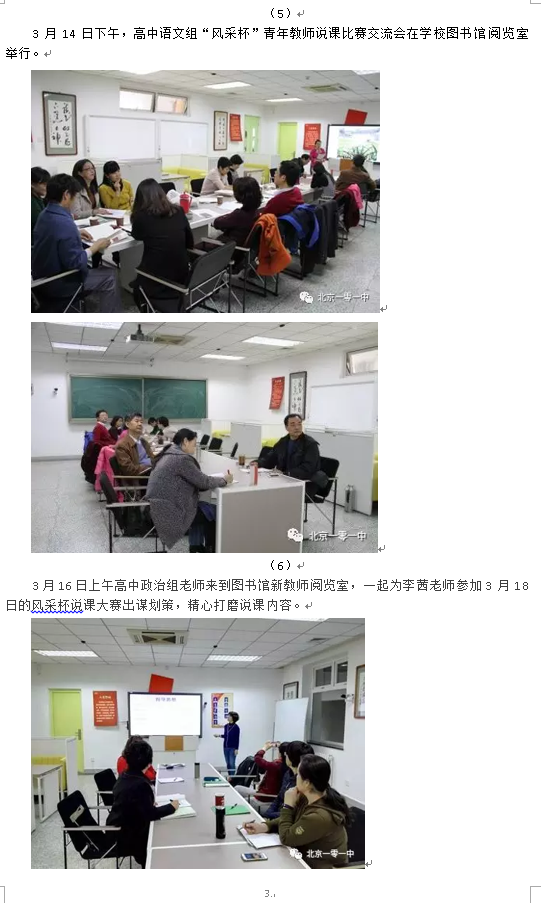 （5）
3 月 14 日下午，高中语文组“风采杯”青年教师说课比赛交流会在学校图书馆阅览室
举行。
北京一零一中
北京一零一中
（6）
3 月 16 日上午高中政治组老师来到图书馆新教师阅览室，一起为李茜老师参加 3 月 18
日的风采杯说课大赛出谋划策，精心打磨说课内容。
北京一零一中
3